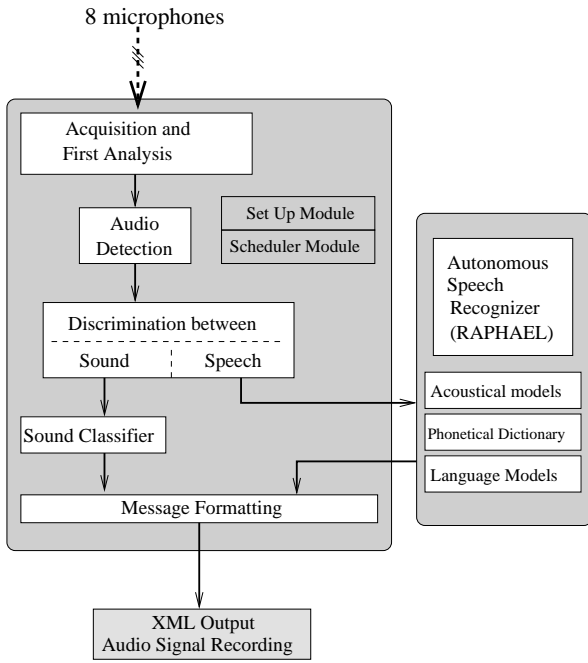 8 microphones
Acquisition and
First Analysis
Audio
Detection
Set Up Module
Scheduler Module
Discrimination between
Sound
Speech
Sound Classifier
Message Formatting
Autonomous
Speech
Recognizer
(RAPHAEL)
Acoustical models
Phonetical Dictionary
Language Models
XML Output
Audio Signal Recording